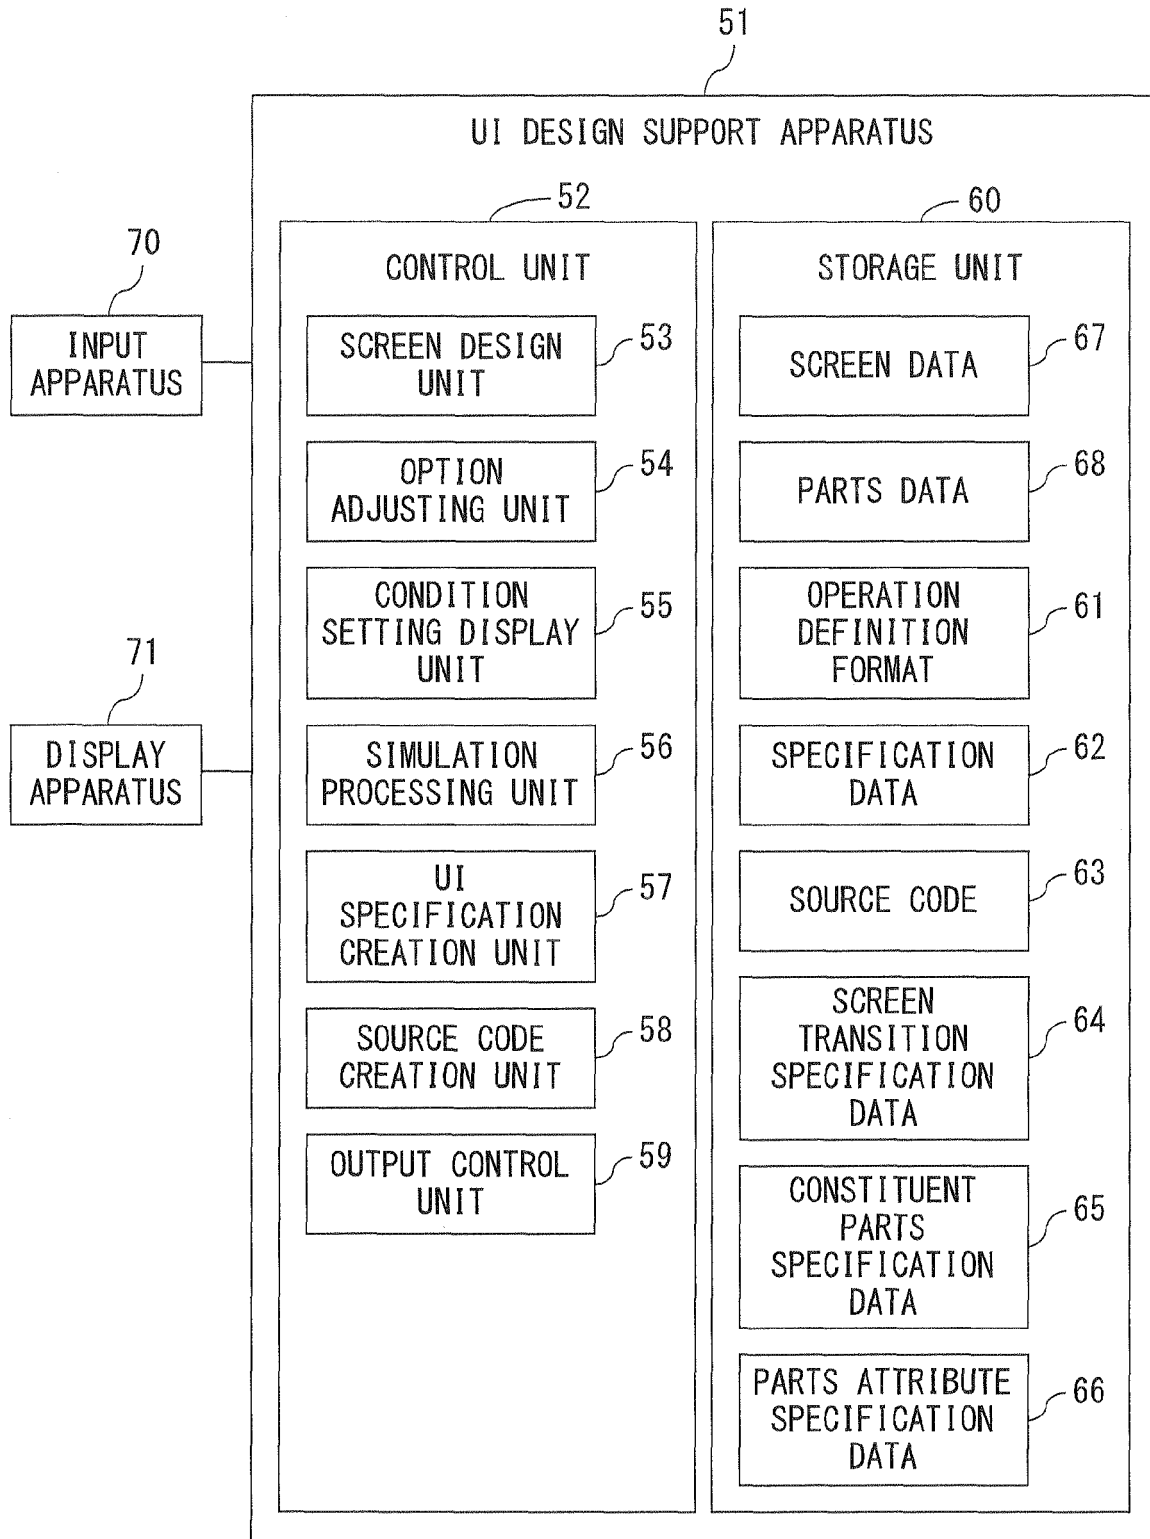 51
UI DESIGN SUPPORT APPARATUS
52
CONTROL UNIT
SCREEN DESIGN
UNIT
53
OPTION
ADJUSTING UNIT
54
CONDITION
SETTING DISPLAY
UNIT
55
SIMULATION
PROCESSING UNIT
56
UI
SPECIFICATION
CREATION UNIT
57
SOURCE CODE
CREATION UNIT
58
OUTPUT CONTROL
UNIT
59
60
STORAGE UNIT
SCREEN DATA
67
PARTS DATA
68
OPERATION
DEFINITION
FORMAT
61
SPECIFICATION
DATA
62
SOURCE CODE
63
SCREEN
TRANSITION
SPECIFICATION
DATA
64
CONSTITUENT
PARTS
SPECIFICATION
DATA
65
PARTS ATTRIBUTE
SPECIFICATION
DATA
66
70
INPUT
APPARATUS
71
DISPLAY
APPARATUS